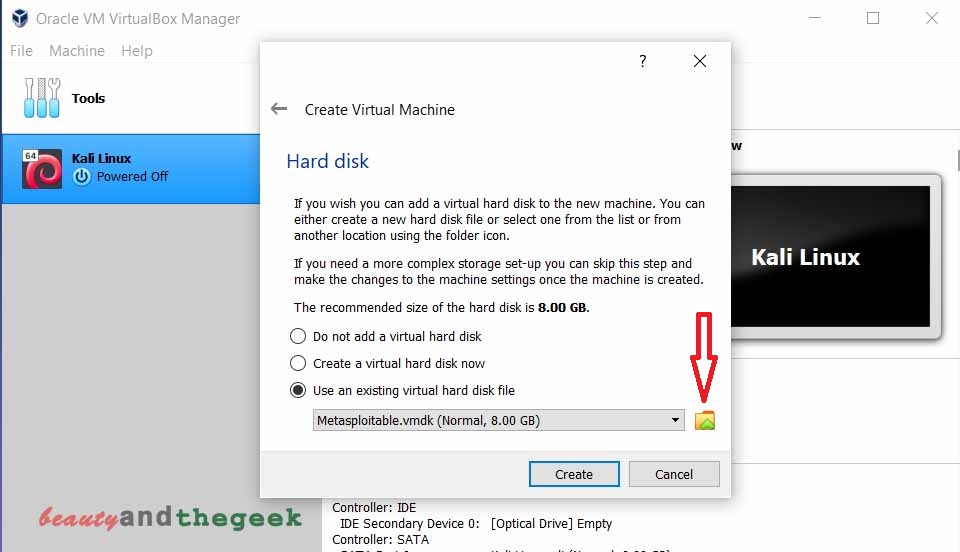 Oracle VM VirtualBox Manager
File Machine Help
Tools
64
Kali Linux
Powered Off
?
Create Virtual Machine
Hard disk
If you wish you can add a virtual hard disk to the new machine. You can
either create a new hard disk file or select one from the list or from
another location using the folder icon.
If you need a more complex storage set-up you can skip this step and
make the changes to the machine settings once the machine is created.
The recommended size of the hard disk is 8.00 GB.
Do not add a virtual hard disk
Create a virtual hard disk now
Use an existing virtual hard disk file
Metasploitable.vmdk (Normal, 8.00 GB)
Create Cancel
w
Kali Linux
beautyandthegeek
Controller: IDE
IDE Secondary Device 0: [Optical Drive] Empty
Controller: SATA